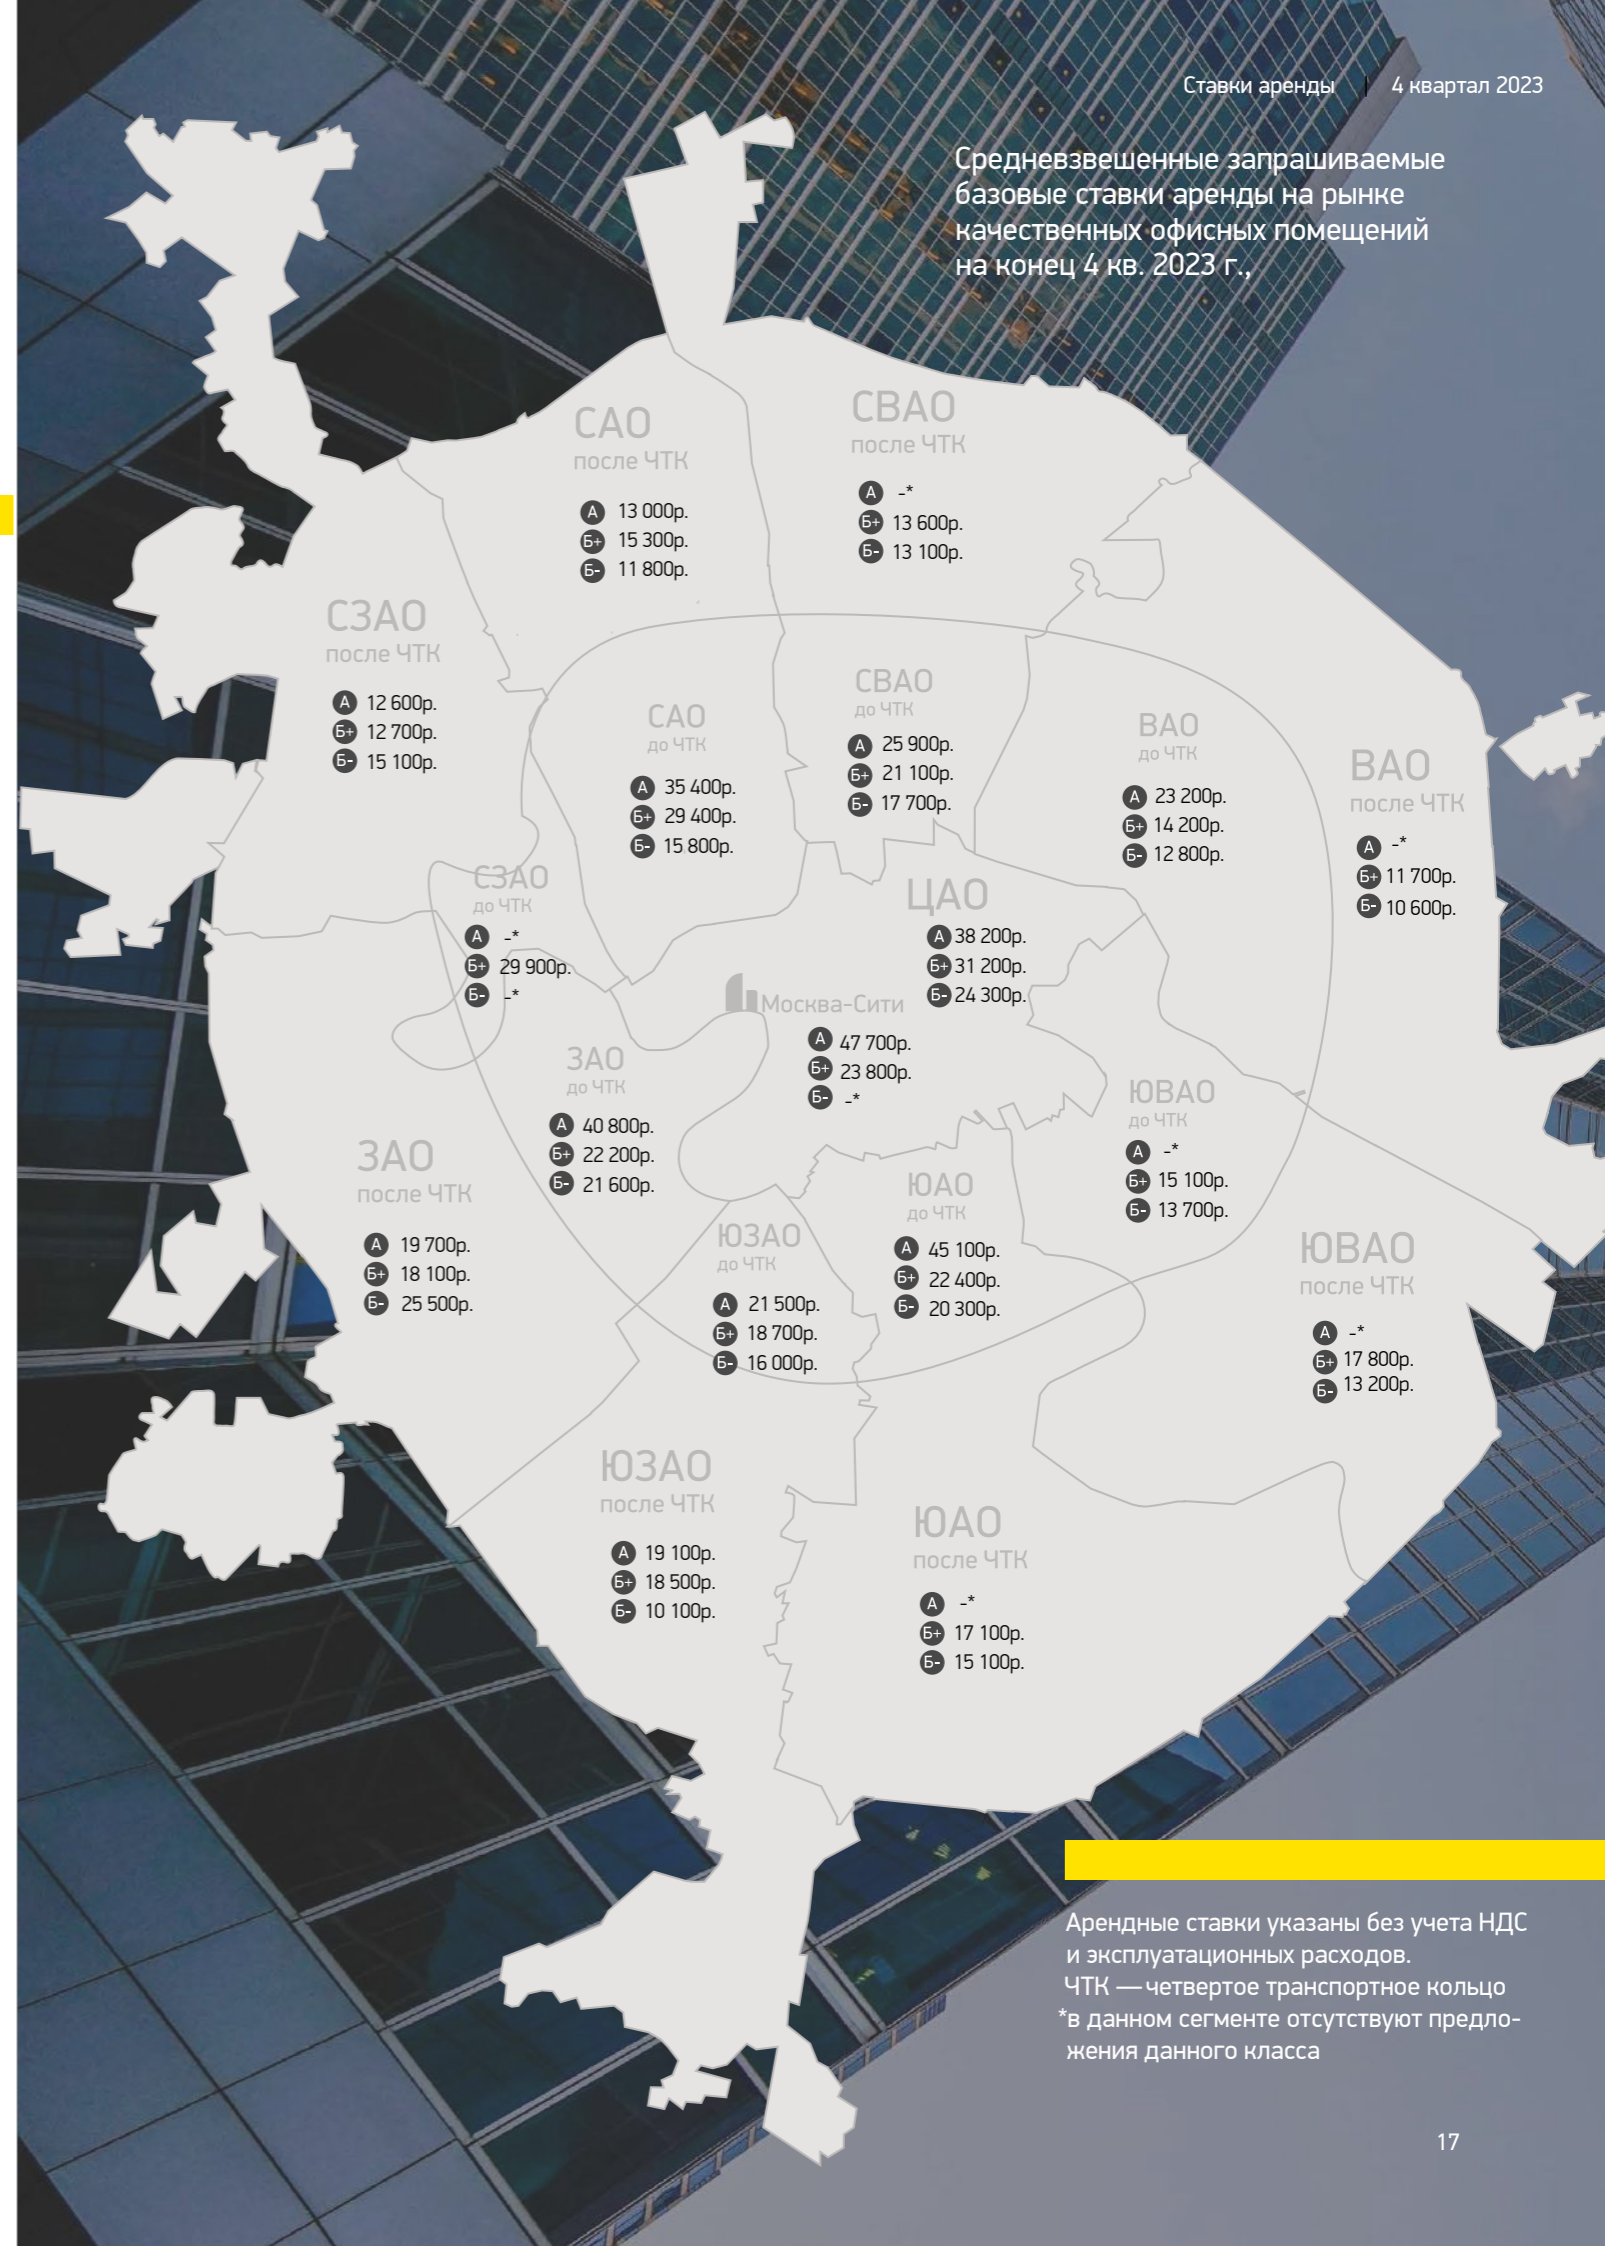 Ставки аренды | 4 квартал 2023
Средневзвешенные запрашиваемые
базовые ставки аренды на рынке
качественных офисных помещений
на конец 4 кв. 2023 г.,
САО
после ЧТК
А 13 000р.
Б+ 15 300р.
Б- 11 800р.
СВАО
после ЧТК
А -*
Б+ 13 600р.
Б- 13 100р.
СЗАО
после ЧТК
А 12 600р.
Б+ 12 700р.
Б- 15 100р.
САО
до ЧТК
А 35 400р.
Б+ 29 400р.
Б- 15 800р.
СВАО
до ЧТК
А 25 900р.
Б+ 21 100р.
Б- 17 700р.
ВАО
до ЧТК
А 23 200р.
Б+ 14 200р.
Б- 12 800р.
ВАО
после ЧТК
А -*
Б+ 11 700р.
Б- 10 600р.
СЗАО
до ЧТК
А -*
Б+ 29 900р.
Б- -*
ЦАО
А 38 200р.
Б+ 31 200р.
Б- 24 300р.
Москва-Сити
А 47 700р.
Б+ 23 800р.
Б- -*
ЗАО
до ЧТК
А 40 800р.
Б+ 22 200р.
Б- 21 600р.
ЮВАО
до ЧТК
А -*
Б+ 15 100р.
Б- 13 700р.
ЗАО
после ЧТК
А 19 700р.
Б+ 18 100р.
Б- 25 500р.
ЮЗАО
до ЧТК
А 21 500р.
Б+ 18 700р.
Б- 16 000р.
ЮАО
до ЧТК
А 45 100р.
Б+ 22 400р.
Б- 20 300р.
ЮВАО
после ЧТК
А -*
Б+ 17 800р.
Б- 13 200р.
ЮЗАО
после ЧТК
А 19 100р.
Б+ 18 500р.
Б- 10 100р.
ЮАО
после ЧТК
А -*
Б+ 17 100р.
Б- 15 100р.
Арендные ставки указаны без учета НДС
и эксплуатационных расходов.
ЧТК — четвертое транспортное кольцо
*в данном сегменте отсутствуют предло-
жения данного класса
17